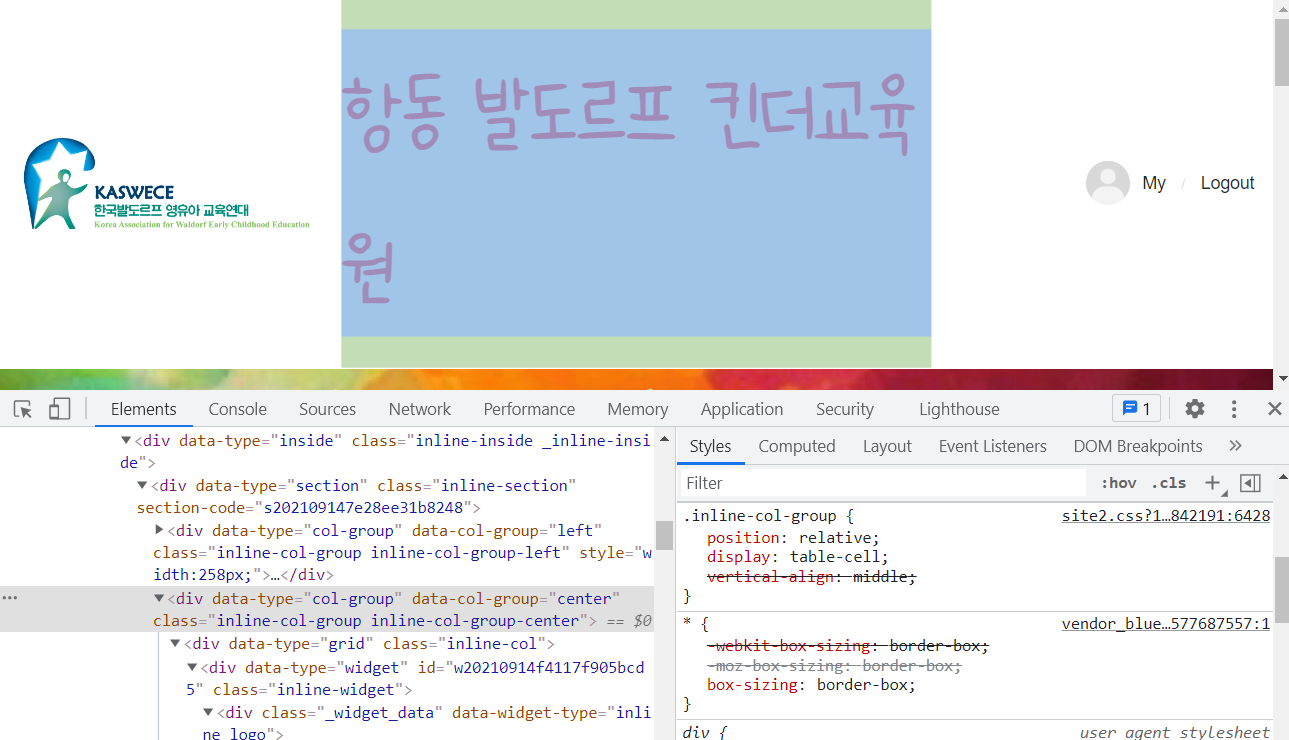 항동 발도르프 킨더교육
원
KASWECE
한국발도르프 영유아 교육연대
Korea Association for Waldorf Early Childhood Education
My / Logout
Elements Console Sources Network Performance Memory Application Security Lighthouse 1
<div data-type="inside" class="inline-inside _inline-insi
de">
<div data-type="section" class="inline-section"
section-code="s202109147e28ee31b8248">
<div data-type="col-group" data-col-group="left"
class="inline-col-group inline-col-group-left" style="w
idth:258px;">…</div>
<div data-type="col-group" data-col-group="center"
class="inline-col-group inline-col-group-center"> == $0
<div data-type="grid" class="inline-col">
<div data-type="widget" id="w20210914f4117f905bcd
5" class="inline-widget">
<div class="_widget_data" data-widget-type="inli
ne_logo">
Styles Computed Layout Event Listeners DOM Breakpoints »
Filter :hov .cls +
.inline-col-group { site2.css?1…842191:6428
position: relative;
display: table-cell;
vertical-align: middle;
}
* { vendor_blue…577687557:1
-webkit-box-sizing: border-box;
-moz-box-sizing: border-box;
box-sizing: border-box;
}
div { user agent stylesheet